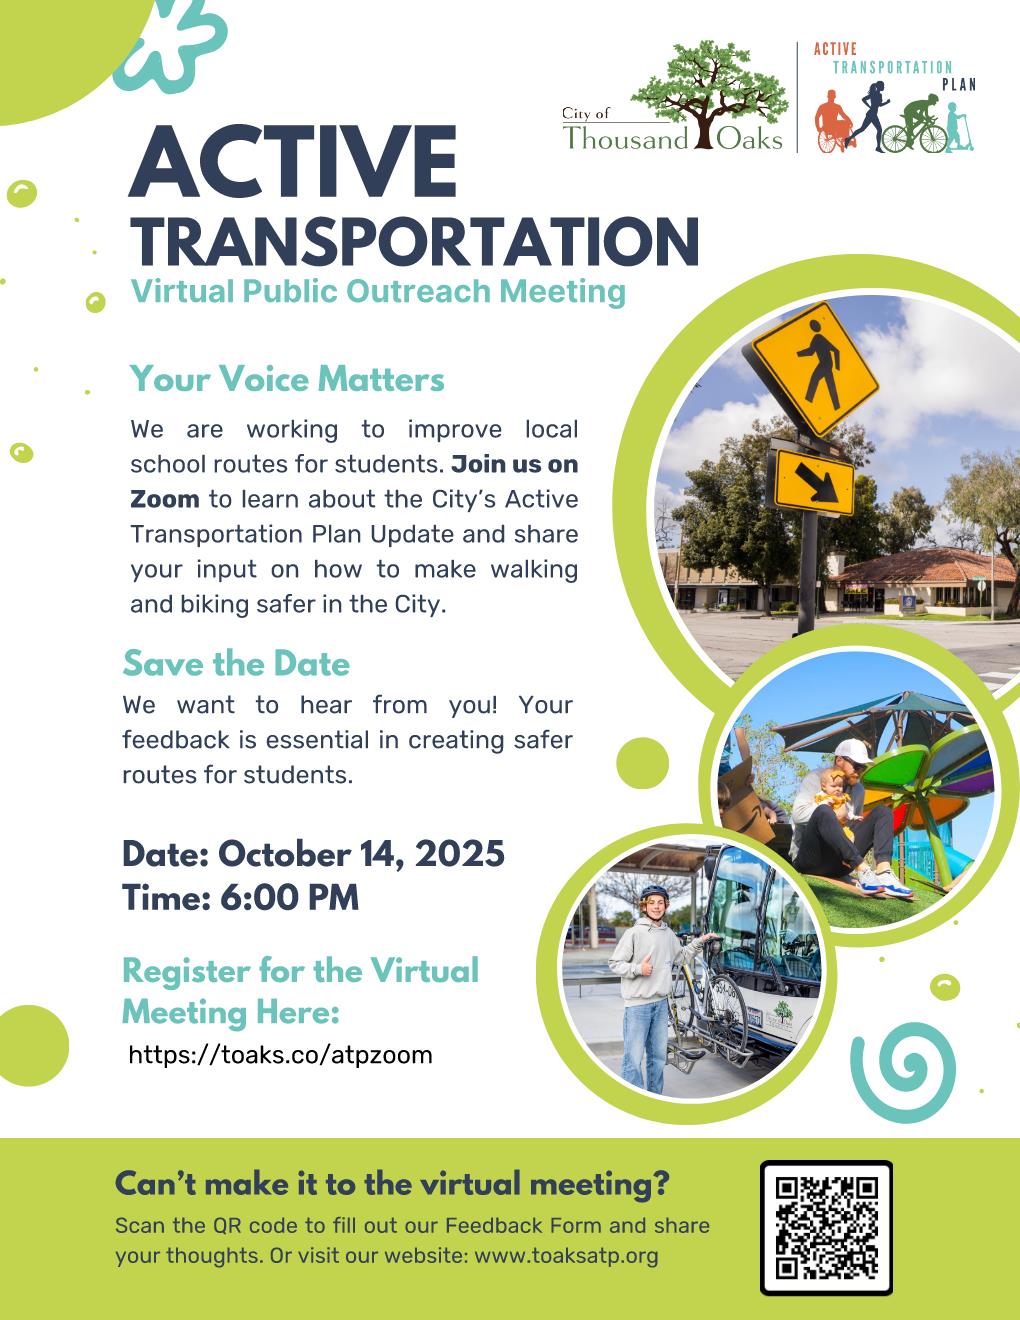 City of
Thousand Oaks
ACTIVE
TRANSPORTATION
PLAN
ACTIVE
TRANSPORTATION
Virtual Public Outreach Meeting
Your Voice Matters
We are working to improve local
school routes for students. Join us on
Zoom to learn about the City's Active
Transportation Plan Update and share
your input on how to make walking
and biking safer in the City.
Save the Date
We want to hear from you! Your
feedback is essential in creating safer
routes for students.
Date: October 14, 2025
Time: 6:00 PM
Register for the Virtual
Meeting Here:
https://toaks.co/atpzoom
Can't make it to the virtual meeting?
Scan the QR code to fill out our Feedback Form and share
your thoughts. Or visit our website: www.toaksatp.org